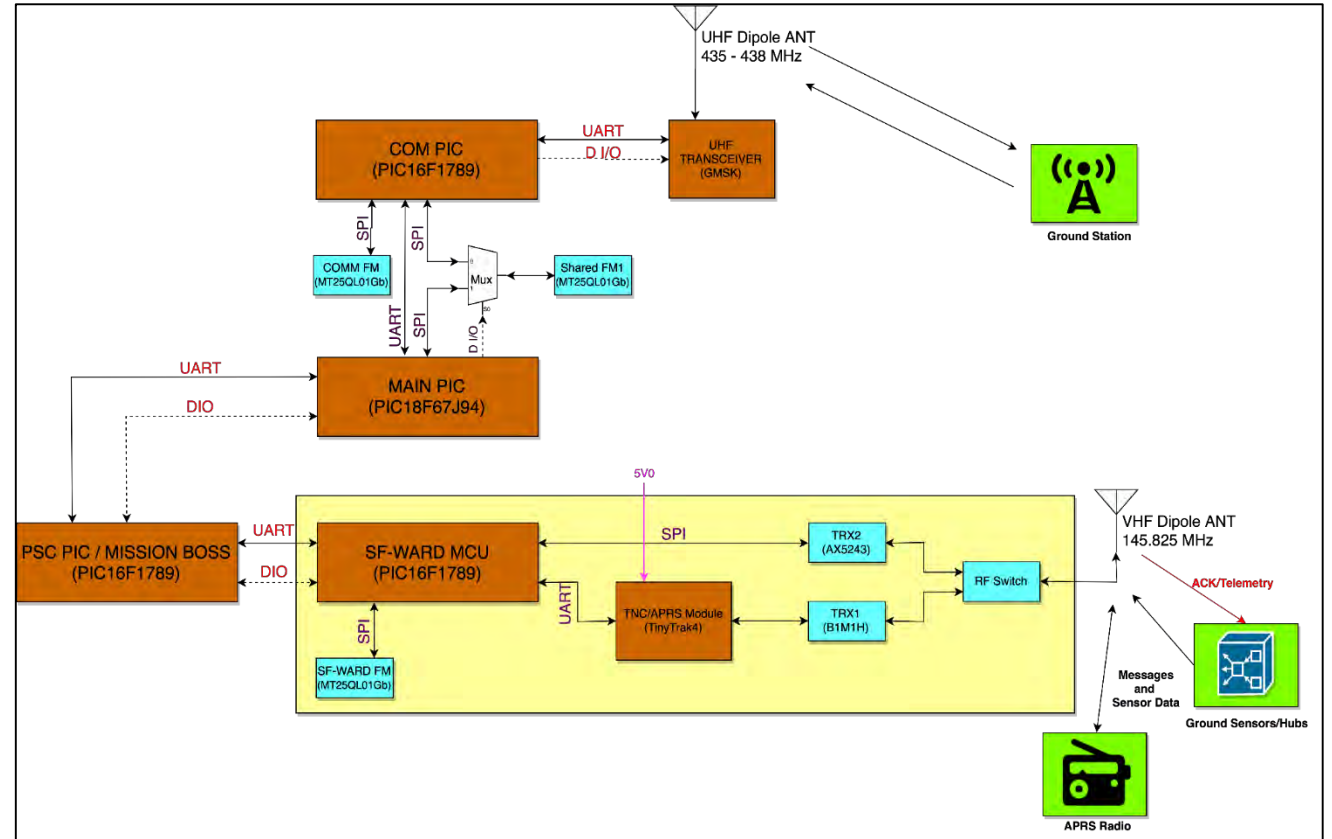 UHF Dipole ANT
435 - 438 MHz
COM PIC
(PIC16F1789)
UART
D I/O
UHF
TRANSCEIVER
(GMSK)
Ground Station
SPI
SPI
COMM FM
(MT25QL01Gb)
0
Mux
1
S0
Shared FM1
(MT25QL01Gb)
UART
SPI
D I/O
UART
DIO
MAIN PIC
(PIC18F67J94)
5V0
VHF Dipole ANT
145.825 MHz
PSC PIC / MISSION BOSS
(PIC16F1789)
UART
DIO
SF-WARD MCU
(PIC16F1789)
SPI
UART
TRX2
(AX5243)
RF Switch
TNC/APRS Module
(TinyTrak4)
TRX1
(B1M1H)
SPI
SF-WARD FM
(MT25QL01Gb)
ACK/Telemetry
Messages
and
Sensor Data
Ground Sensors/Hubs
APRS Radio